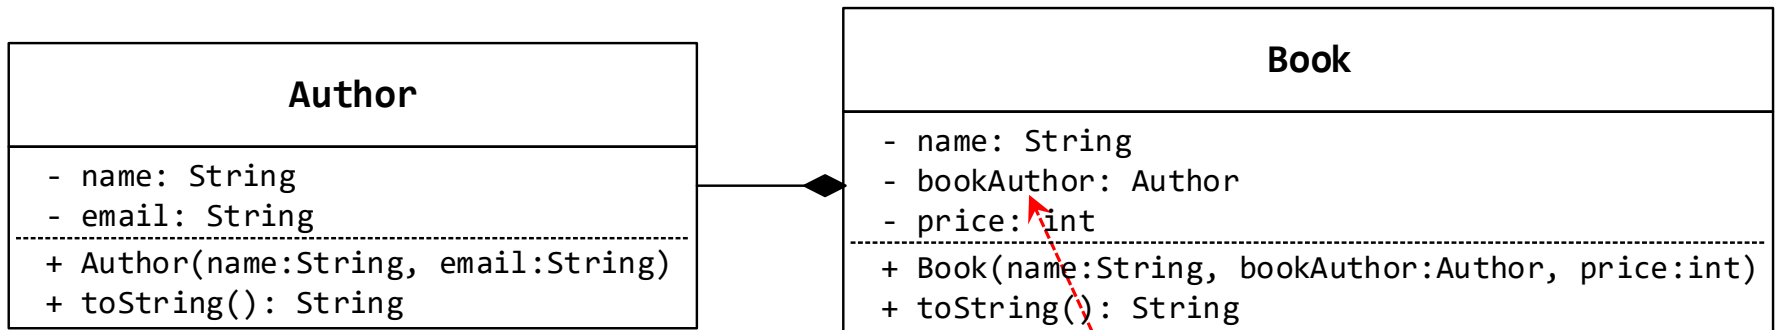 Author
- name: String
- email: String
+ Author(name:String, email:String)
+ toString(): String
Book
- name: String
- bookAuthor: Author
- price: int
+ Book(name:String, bookAuthor:Author, price:int)
+ toString(): String